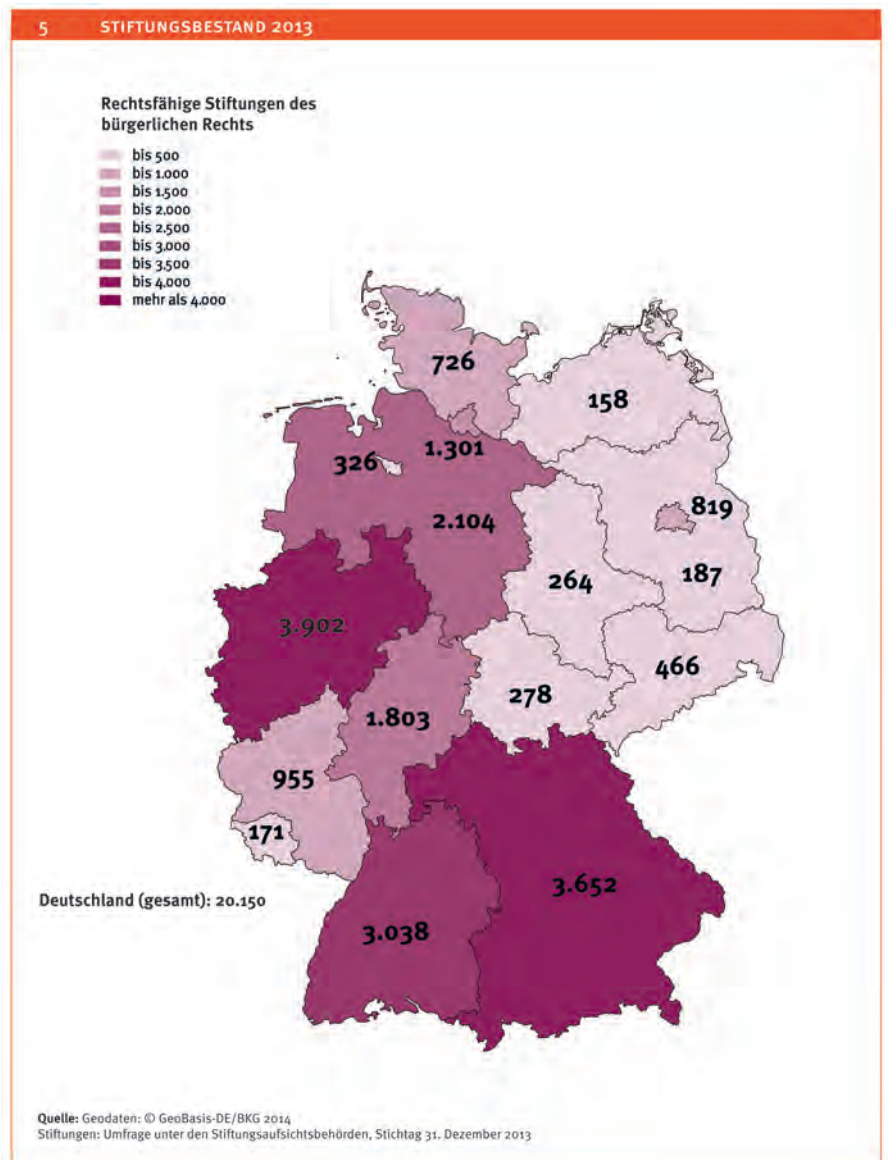 5 STIFTUNGSBESTAND 2013
Rechtsfähige Stiftungen des
bürgerlichen Rechts
bis 500
bis 1.000
bis 1.500
bis 2.000
bis 2.500
bis 3.000
bis 3.500
bis 4.000
mehr als 4.000
726
158
1.301
326
819
2.104
187
264
3.902
466
278
1.803
955
171
3.652
Deutschland (gesamt): 20.150
3.038
Quelle: Geodaten: © GeoBasis-DE/BKG 2014
Stiftungen: Umfrage unter den Stiftungsaufsichtsbehörden, Stichtag 31. Dezember 2013